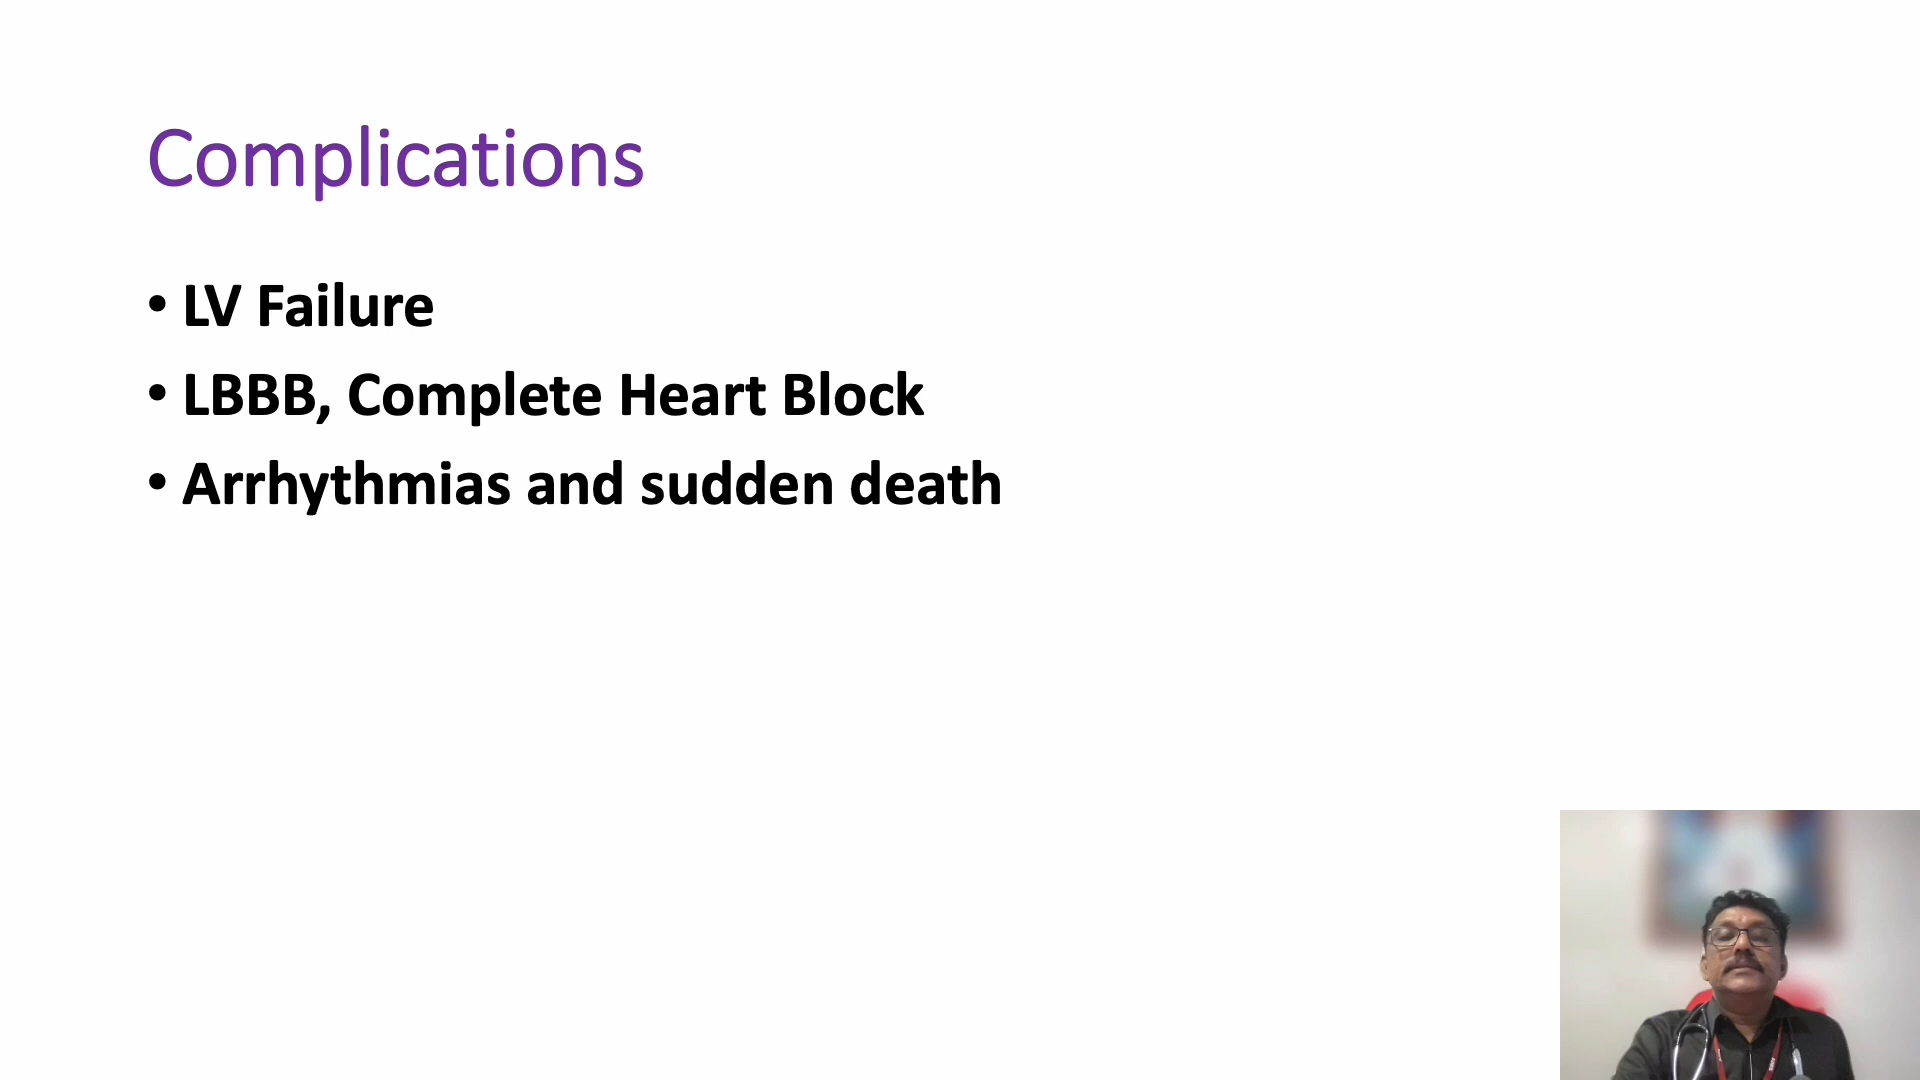 Complications
• LV Failure
• LBBB, Complete Heart Block
• Arrhythmias and sudden death